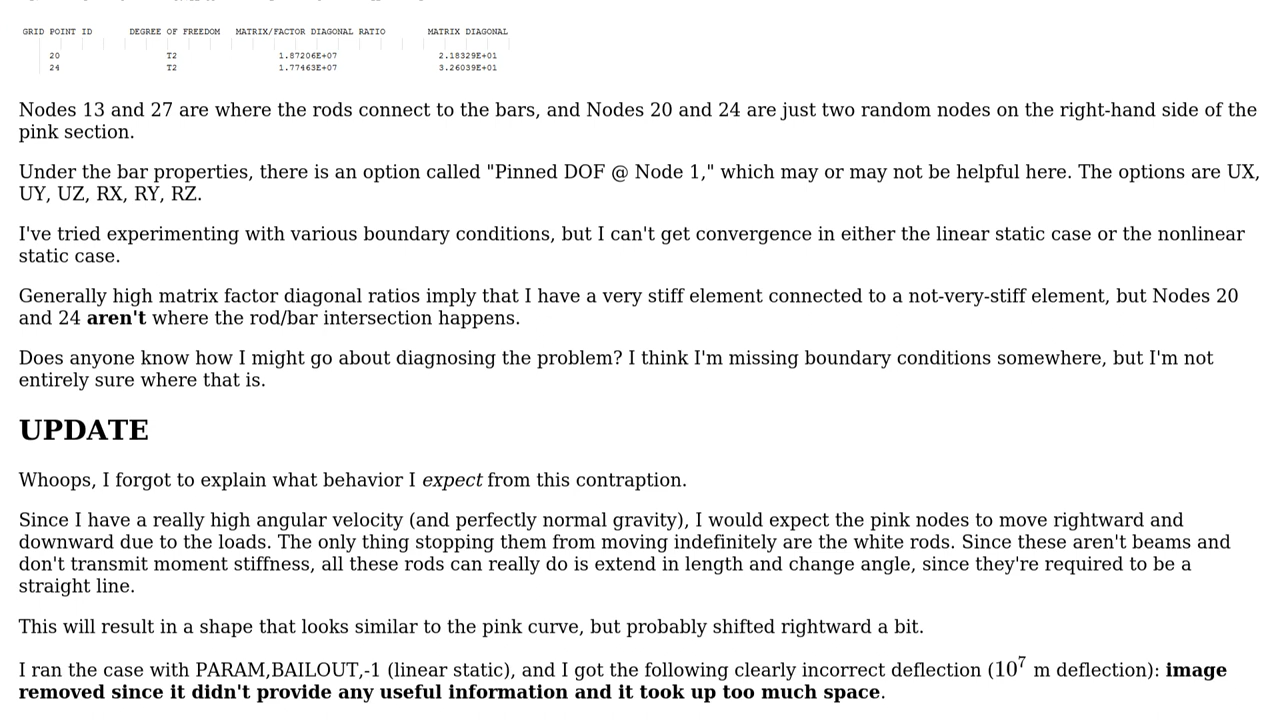 GRID POINT ID DEGREE OF FREEDOM MATRIX/FACTOR DIAGONAL RATIO MATRIX DIAGONAL
20 T2 1.87206E+07 2.18329E+01
24 T2 1.77463E+07 3.26039E+01
Nodes 13 and 27 are where the rods connect to the bars, and Nodes 20 and 24 are just two random nodes on the right-hand side of the
pink section.
Under the bar properties, there is an option called "Pinned DOF @ Node 1," which may or may not be helpful here. The options are UX,
UY, UZ, RX, RY, RZ.
I've tried experimenting with various boundary conditions, but I can't get convergence in either the linear static case or the nonlinear
static case.
Generally high matrix factor diagonal ratios imply that I have a very stiff element connected to a not-very-stiff element, but Nodes 20
and 24 aren't where the rod/bar intersection happens.
Does anyone know how I might go about diagnosing the problem? I think I'm missing boundary conditions somewhere, but I'm not
entirely sure where that is.
UPDATE
Whoops, I forgot to explain what behavior I expect from this contraption.
Since I have a really high angular velocity (and perfectly normal gravity), I would expect the pink nodes to move rightward and
downward due to the loads. The only thing stopping them from moving indefinitely are the white rods. Since these aren't beams and
don't transmit moment stiffness, all these rods can really do is extend in length and change angle, since they're required to be a
straight line.
This will result in a shape that looks similar to the pink curve, but probably shifted rightward a bit.
I ran the case with PARAM,BAILOUT,-1 (linear static), and I got the following clearly incorrect deflection (10⁷ m deflection): image
removed since it didn't provide any useful information and it took up too much space.